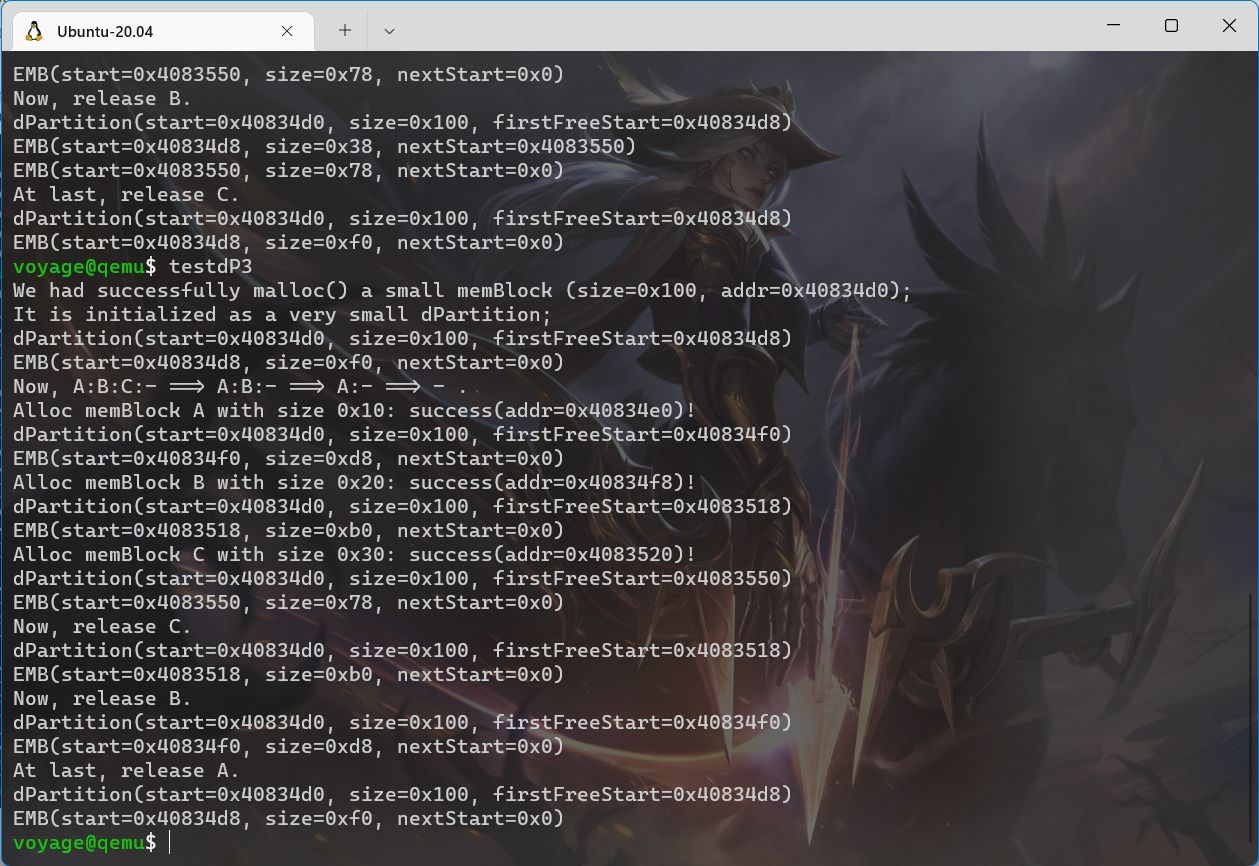 Ubuntu-20.04
EMB(start=0x4083550, size=0x78, nextStart=0x0)
Now, release B.
dPartition(start=0x40834d0, size=0x100, firstFreeStart=0x40834d8)
EMB(start=0x40834d8, size=0x38, nextStart=0x4083550)
EMB(start=0x4083550, size=0x78, nextStart=0x0)
At last, release C.
dPartition(start=0x40834d0, size=0x100, firstFreeStart=0x40834d8)
EMB(start=0x40834d8, size=0xf0, nextStart=0x0)
voyage@qemu$ testdP3
We had successfully malloc() a small memBlock (size=0x100, addr=0x40834d0);
It is initialized as a very small dPartition;
dPartition(start=0x40834d0, size=0x100, firstFreeStart=0x40834d8)
EMB(start=0x40834d8, size=0xf0, nextStart=0x0)
Now, A:B:C:- ==> A:B:- ==> A:- ==> - .
Alloc memBlock A with size 0x10: success(addr=0x40834e0)!
dPartition(start=0x40834d0, size=0x100, firstFreeStart=0x40834f0)
EMB(start=0x40834f0, size=0xd8, nextStart=0x0)
Alloc memBlock B with size 0x20: success(addr=0x40834f8)!
dPartition(start=0x40834d0, size=0x100, firstFreeStart=0x4083518)
EMB(start=0x4083518, size=0xb0, nextStart=0x0)
Alloc memBlock C with size 0x30: success(addr=0x4083520)!
dPartition(start=0x40834d0, size=0x100, firstFreeStart=0x4083550)
EMB(start=0x4083550, size=0x78, nextStart=0x0)
Now, release C.
dPartition(start=0x40834d0, size=0x100, firstFreeStart=0x4083518)
EMB(start=0x4083518, size=0xb0, nextStart=0x0)
Now, release B.
dPartition(start=0x40834d0, size=0x100, firstFreeStart=0x40834f0)
EMB(start=0x40834f0, size=0xd8, nextStart=0x0)
At last, release A.
dPartition(start=0x40834d0, size=0x100, firstFreeStart=0x40834d8)
EMB(start=0x40834d8, size=0xf0, nextStart=0x0)
voyage@qemu$